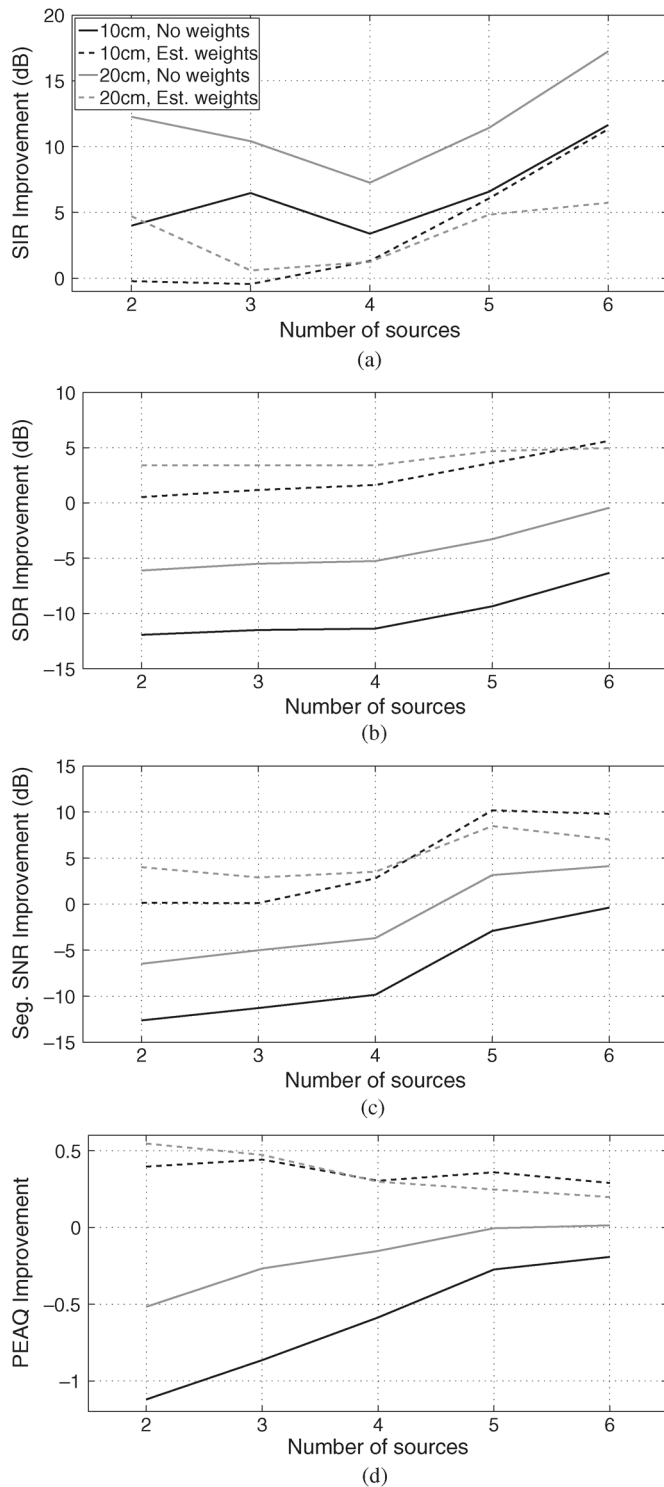 20
15
10
5
0
SIR Improvement (dB)
10cm, No weights
10cm, Est. weights
20cm, No weights
20cm, Est. weights
2 3 4 5 6
Number of sources
(a)
10
5
0
−5
−10
−15
SDR Improvement (dB)
2 3 4 5 6
Number of sources
(b)
15
10
5
0
−5
−10
−15
Seg. SNR Improvement (dB)
2 3 4 5 6
Number of sources
(c)
0.5
0
−0.5
−1
PEAQ Improvement
2 3 4 5 6
Number of sources
(d)